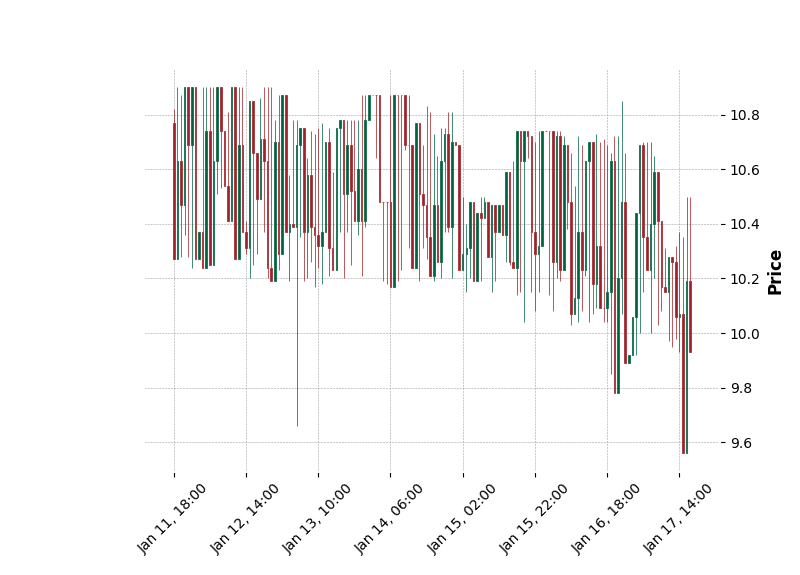 10.8
10.6
10.4
10.2
10.0
9.8
9.6
Price
Jan 11, 18:00
Jan 12, 14:00
Jan 13, 10:00
Jan 14, 06:00
Jan 15, 02:00
Jan 15, 22:00
Jan 16, 18:00
Jan 17, 14:00